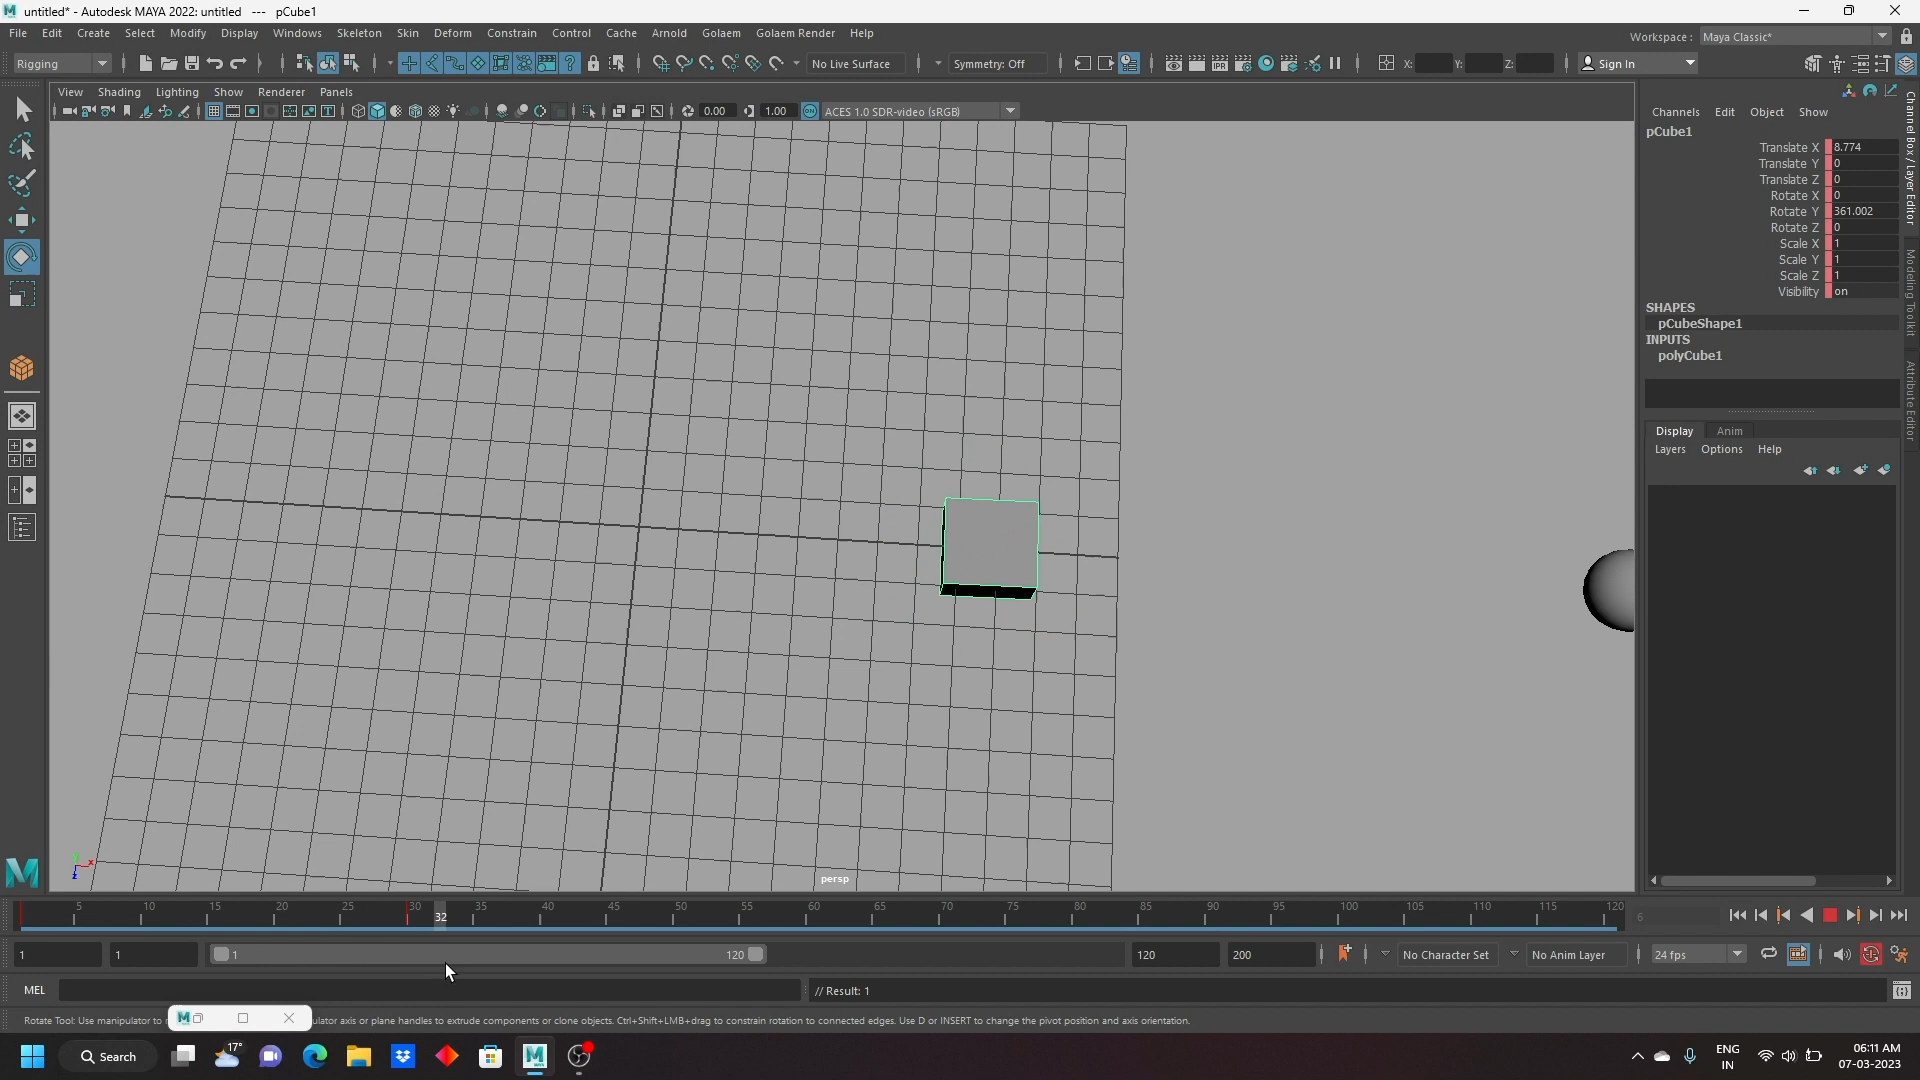 untitled* - Autodesk MAYA 2022: untitled --- pCube1
File Edit Create Select Modify Display Windows Skeleton Skin Deform Constrain Control Cache Arnold Golaem Golaem Render Help
Workspace : Maya Classic*
Rigging
No Live Surface
Symmetry: Off
X: Y: Z:
Sign In
View Shading Lighting Show Renderer Panels
0.00 1.00 ACES 1.0 SDR-video (sRGB)
Channels Edit Object Show
pCube1
Translate X 8.774
Translate Y 0
Translate Z 0
Rotate X 0
Rotate Y 361.002
Rotate Z 0
Scale X 1
Scale Y 1
Scale Z 1
Visibility on
SHAPES
pCubeShape1
INPUTS
polyCube1
Display Anim
Layers Options Help
Channel Box / Layer Editor
Modeling Toolkit
Attribute Editor
persp
5 10 15 20 25 30 32 35 40 45 50 55 60 65 70 75 80 85 90 95 100 105 110 115 120
6
1 1 1 120 120 200 No Character Set No Anim Layer 24 fps
MEL // Result: 1
Rotate Tool: Use manipulator to r
ulator axis or plane handles to extrude components or clone objects. Ctrl+Shift+LMB+drag to constrain rotation to connected edges. Use D or INSERT to change the pivot position and axis orientation.
Search
17°
ENG
IN
06:11 AM
07-03-2023